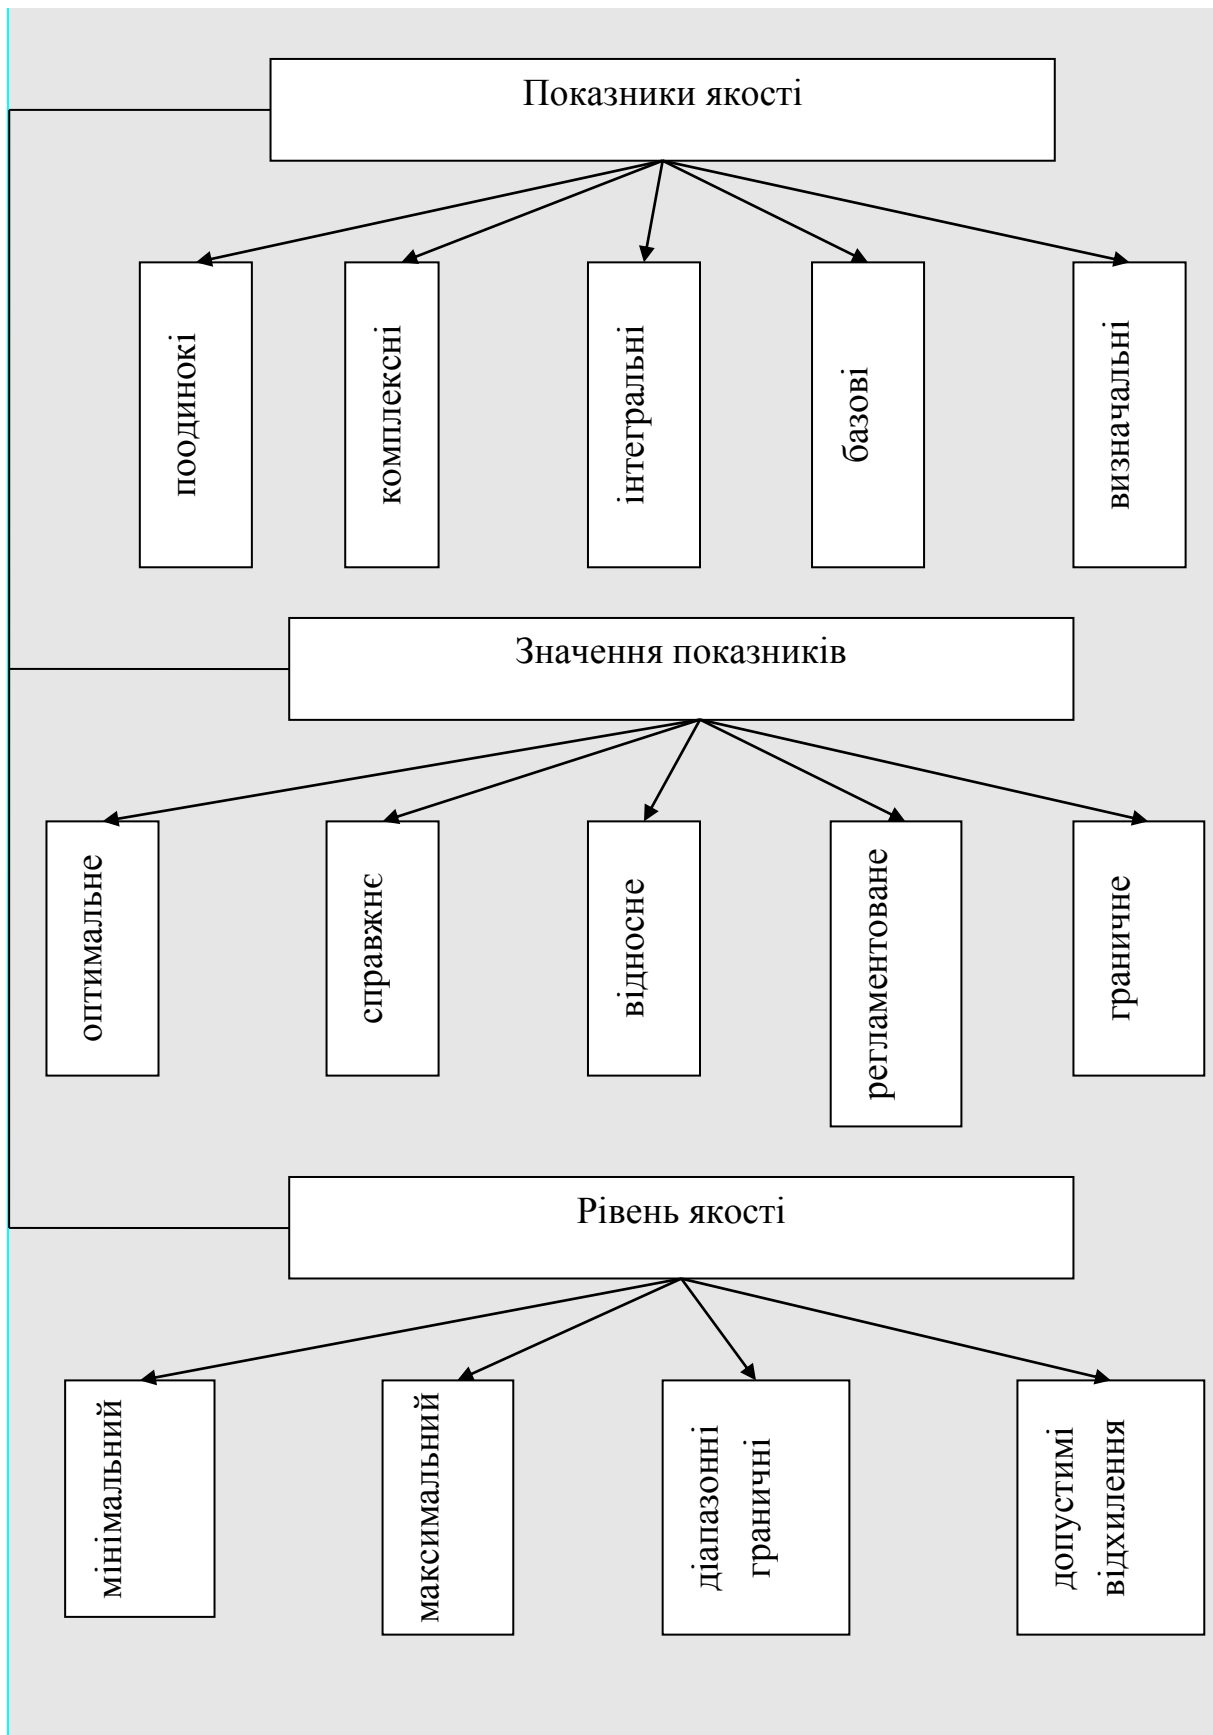 Показники якості
поодинокі
комплексні
інтегральні
базові
визначальні
Значення показників
оптимальне
справжнє
відносне
регламентоване
граничне
Рівень якості
мінімальний
максимальний
діапазонні
граничні
допустимі
відхилення